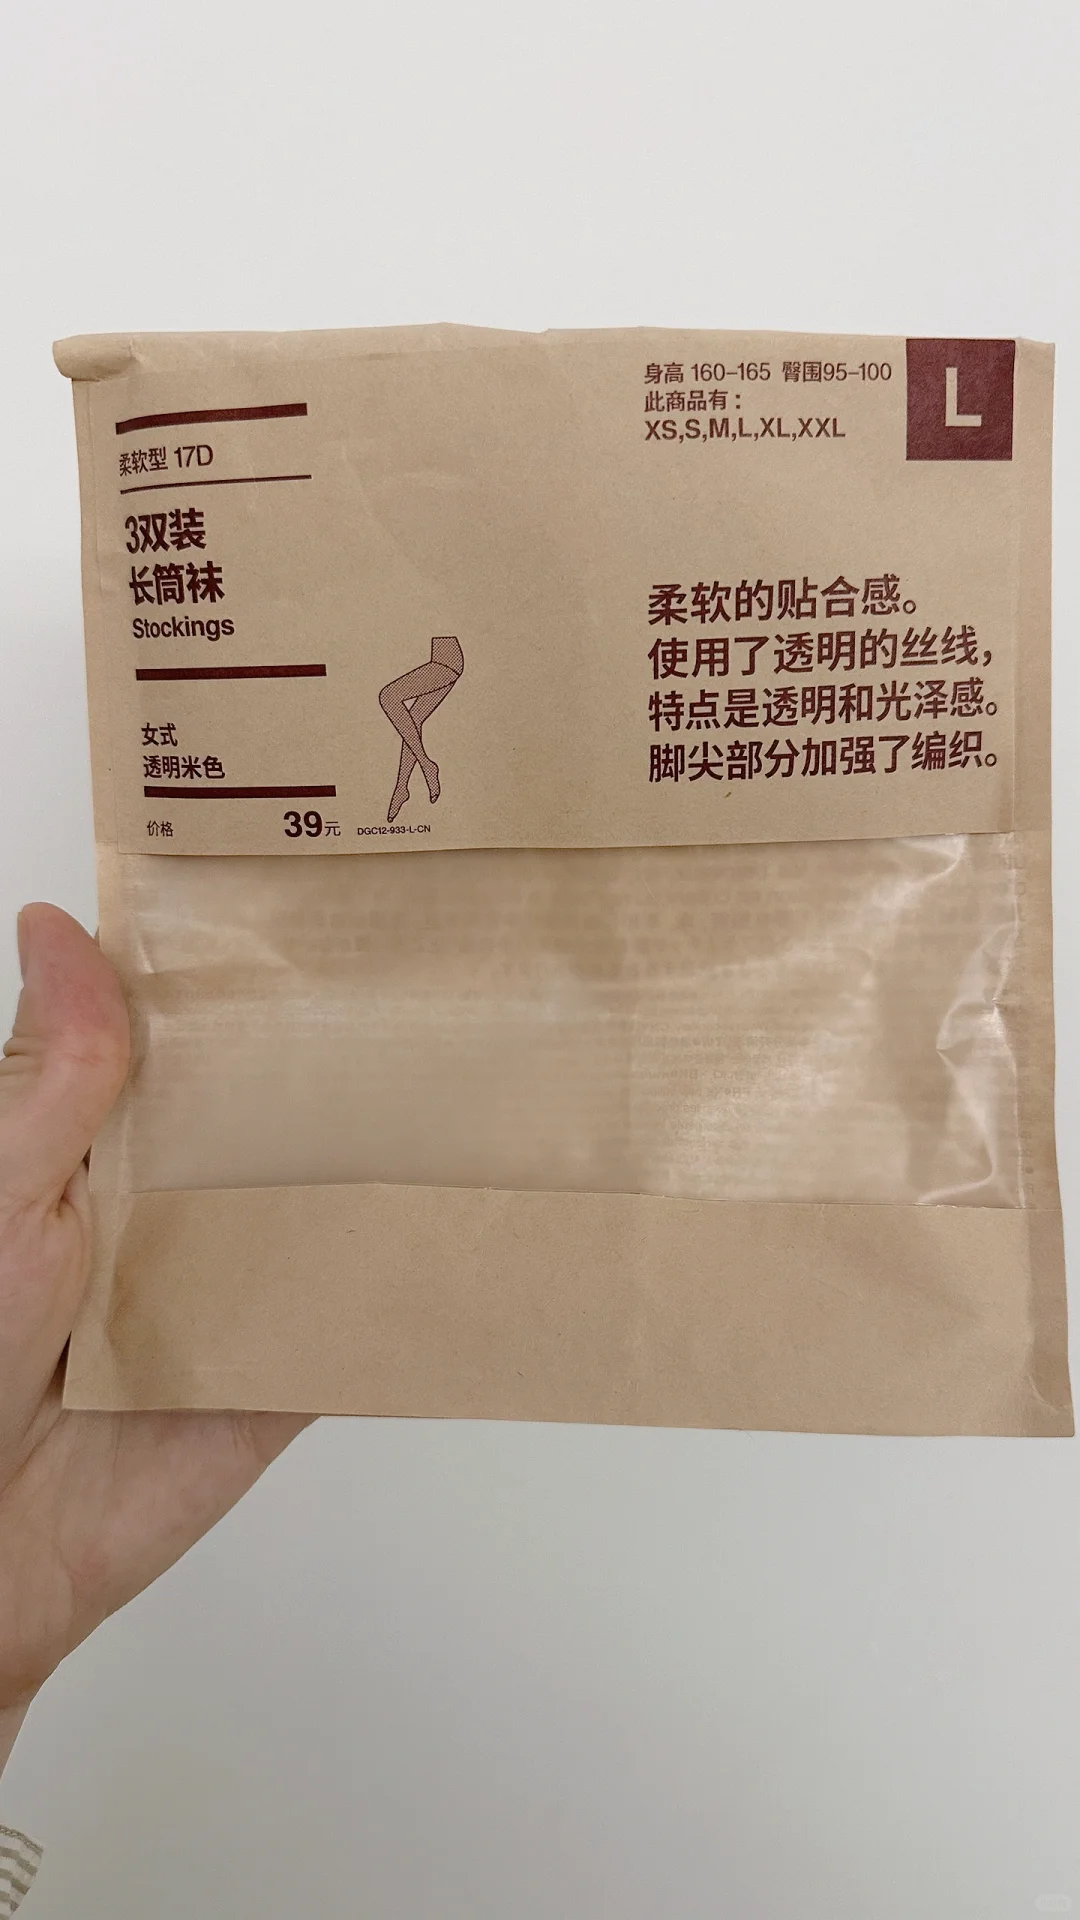 柔软型 17D
3双装
长筒袜
Stockings
女式
透明米色
价格 39元
DGC12-933-L-CN
身高 160-165 臀围95-100
此商品有：
XS,S,M,L,XL,XXL
L
柔软的贴合感。
使用了透明的丝线，
特点是透明和光泽感。
脚尖部分加强了编织。